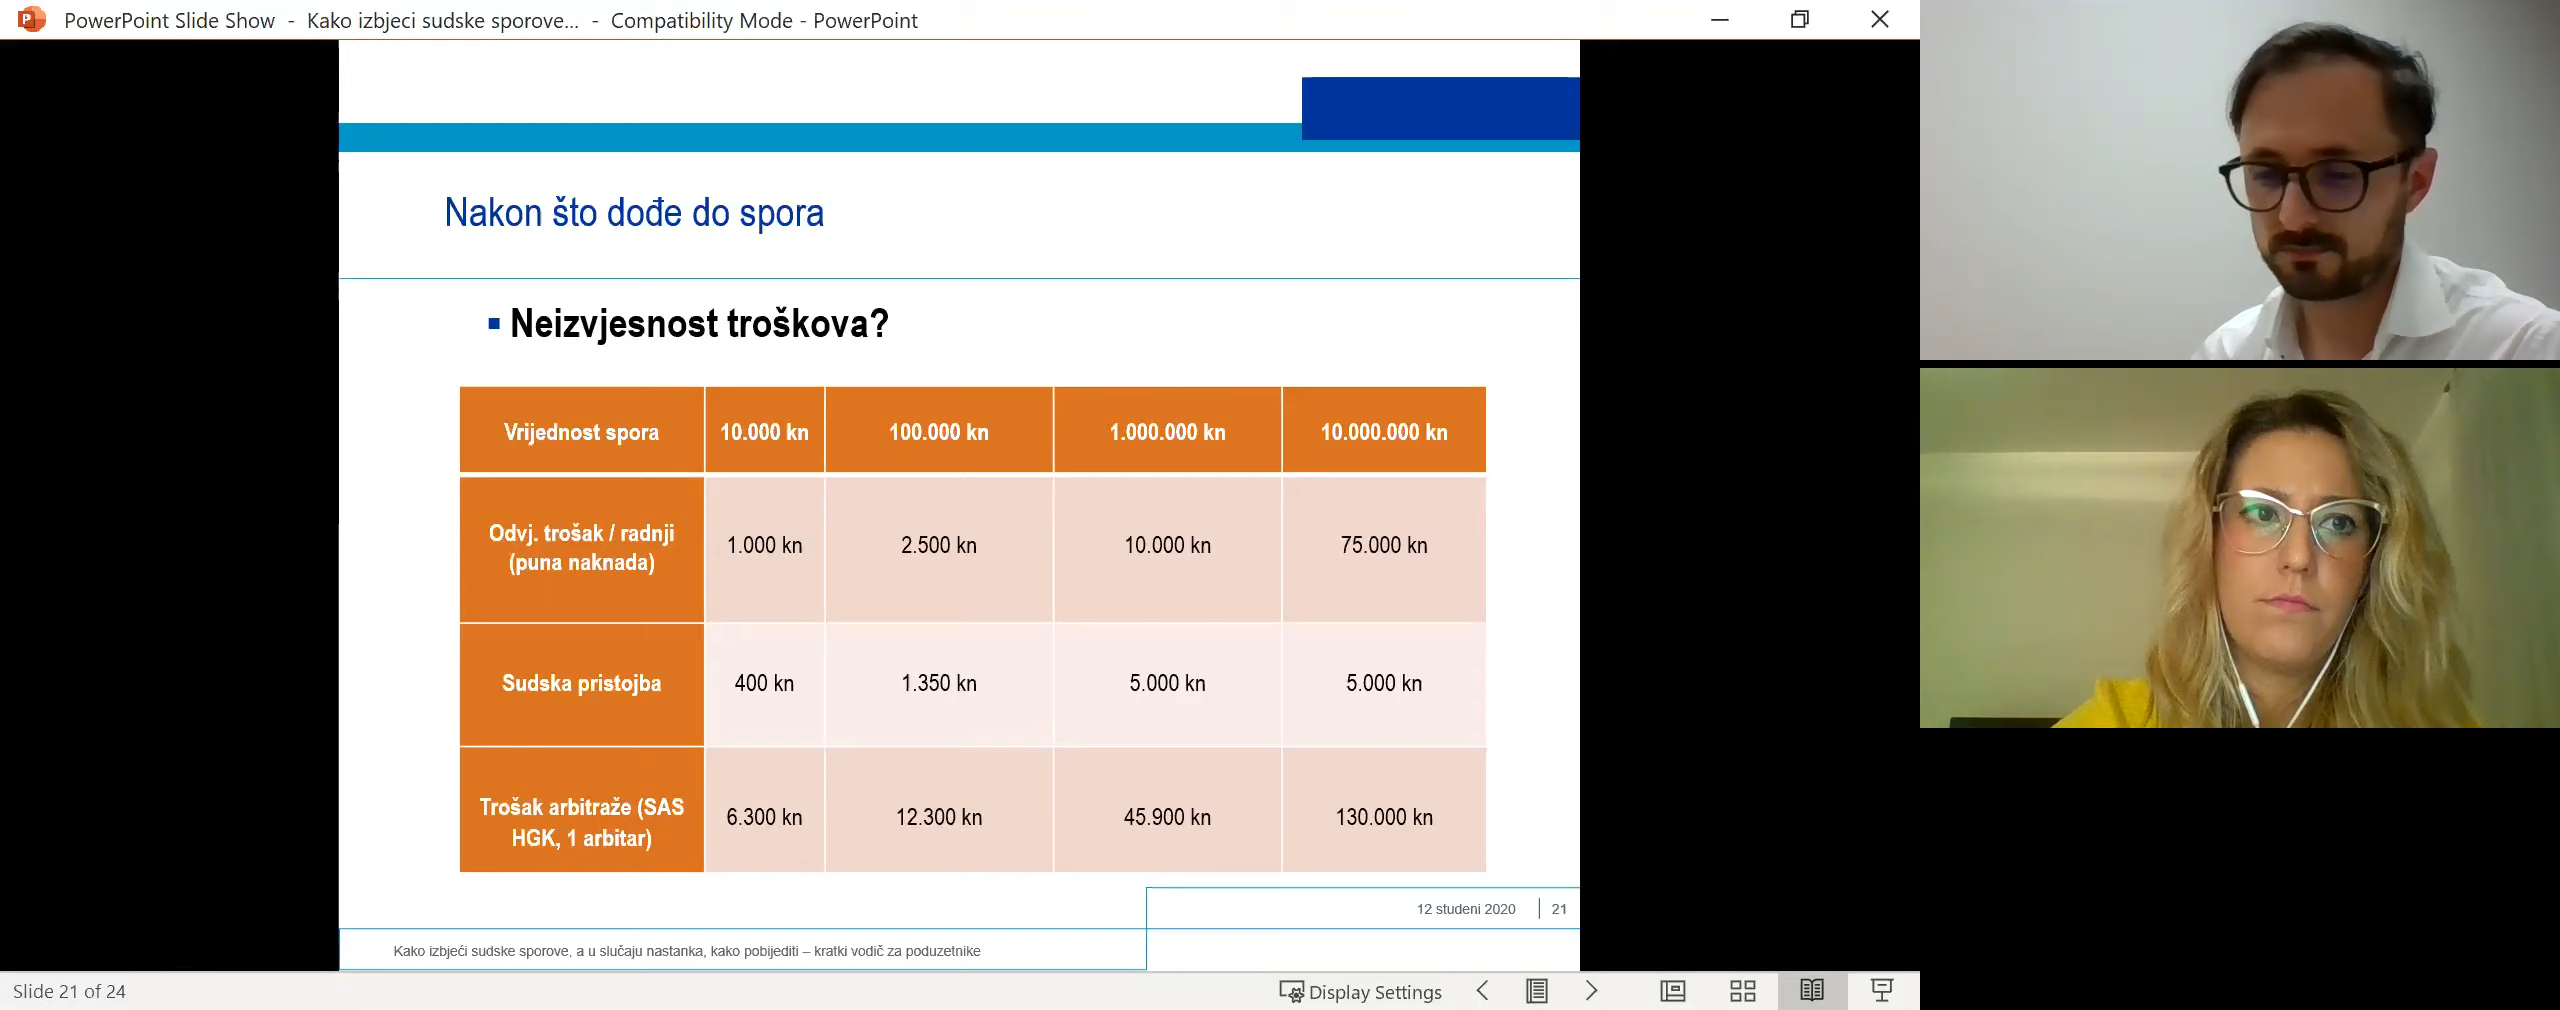 PowerPoint Slide Show - Kako izbjeci sudske sporove... - Compatibility Mode - PowerPoint
Nakon što dođe do spora
Neizvjesnost troškova?
Vrijednost spora 10.000 kn 100.000 kn 1.000.000 kn 10.000.000 kn
Odvj. trošak / radnji
(puna naknada)
1.000 kn 2.500 kn 10.000 kn 75.000 kn
Sudska pristojba 400 kn 1.350 kn 5.000 kn 5.000 kn
Trošak arbitraže (SAS
HGK, 1 arbitar)
6.300 kn 12.300 kn 45.900 kn 130.000 kn
12 studeni 2020 21
Kako izbjeći sudske sporove, a u slučaju nastanka, kako pobijediti – kratki vodič za poduzetnike
Slide 21 of 24 Display Settings